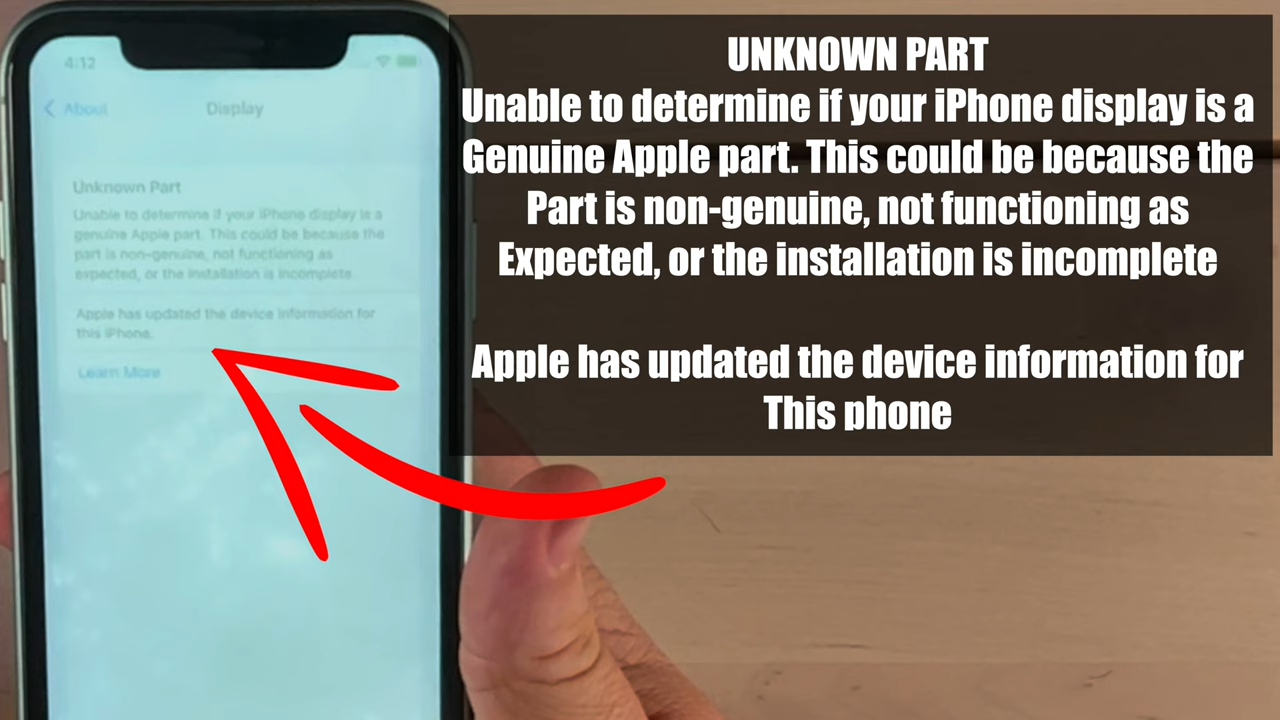 4:12
About
Display
Unknown Part
Unable to determine if your iPhone display is a
genuine Apple part. This could be because the
part is non-genuine, not functioning as
expected, or the installation is incomplete
Apple has updated the device information for
this iPhone.
Learn More
UNKNOWN PART
Unable to determine if your iPhone display is a
Genuine Apple part. This could be because the
Part is non-genuine, not functioning as
Expected, or the installation is incomplete
Apple has updated the device information for
This phone